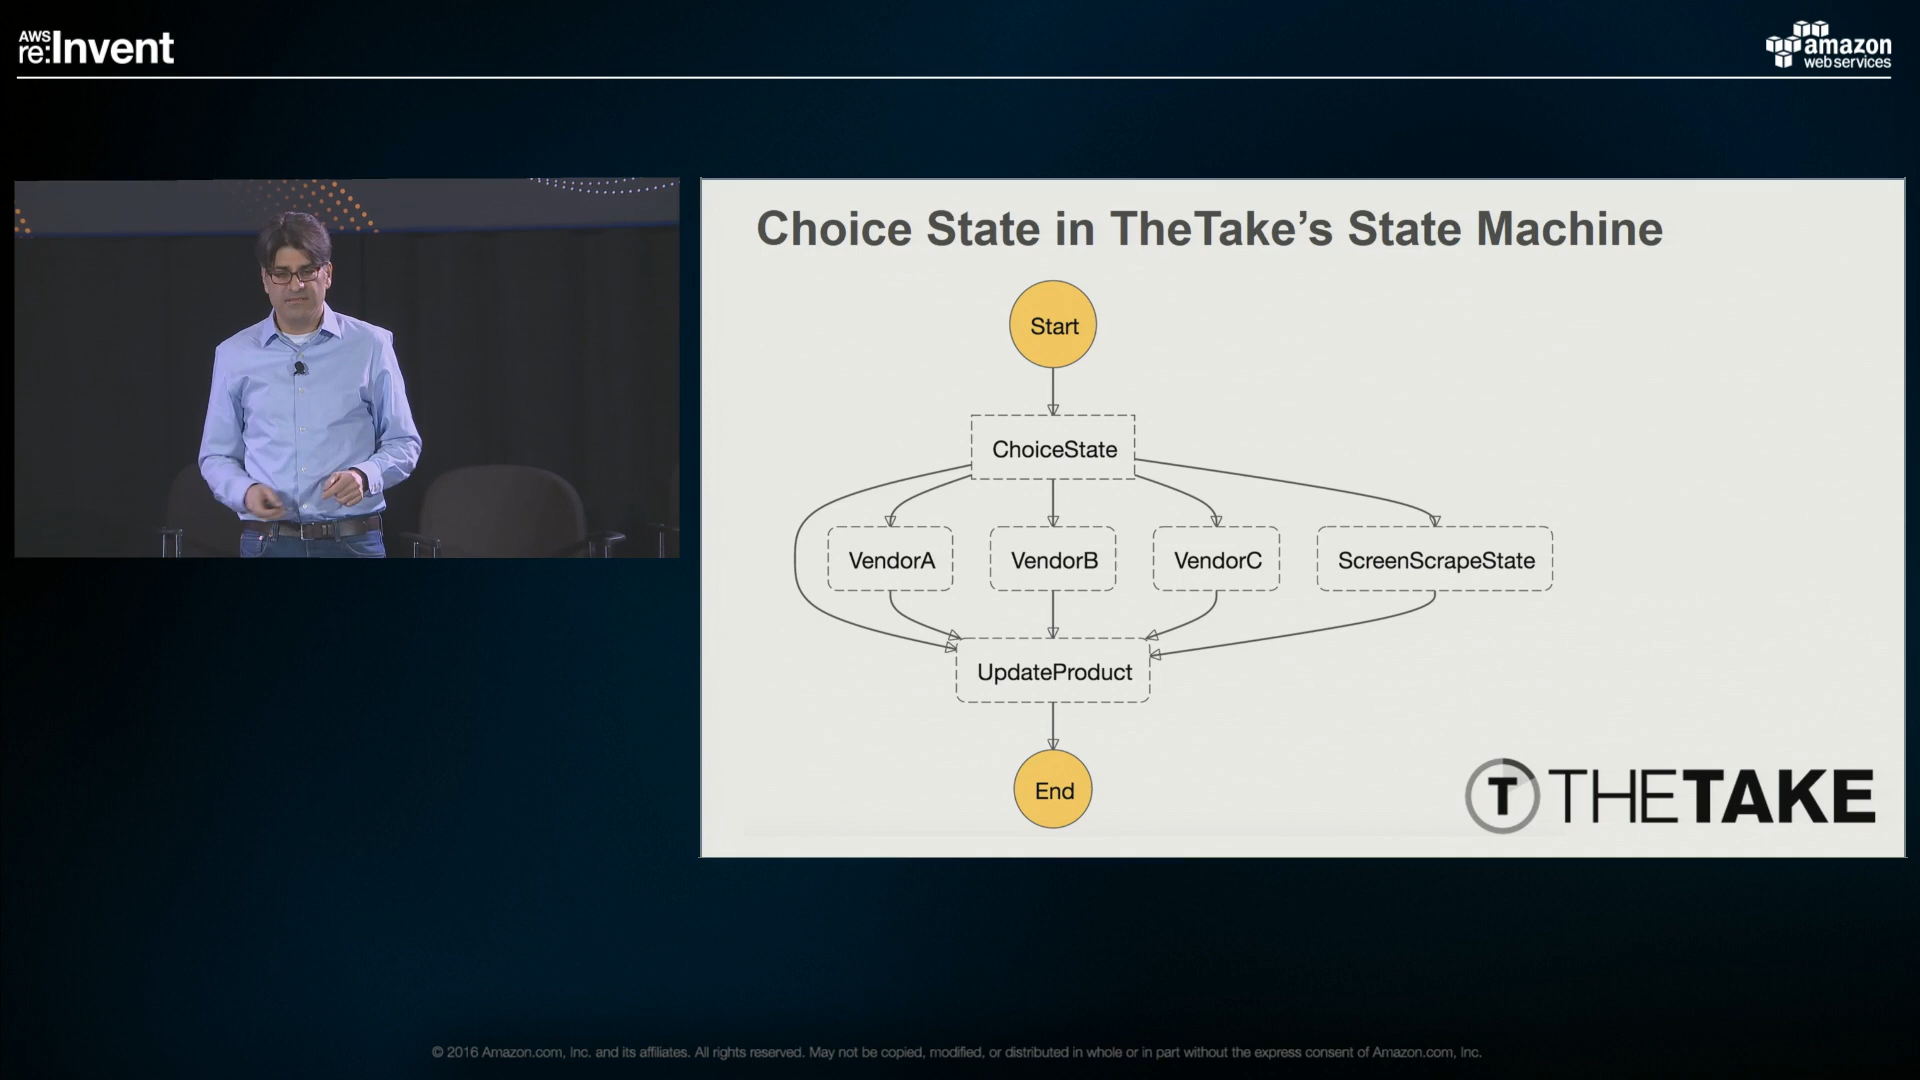 AWS
re:Invent
amazon
web services
Choice State in TheTake’s State Machine
Start
ChoiceState
VendorA
VendorB
VendorC
ScreenScrapeState
UpdateProduct
End
T THETAKE
© 2016 Amazon.com, Inc. and its affiliates. All rights reserved. May not be copied, modified, or distributed in whole or in part without the express consent of Amazon.com, Inc.